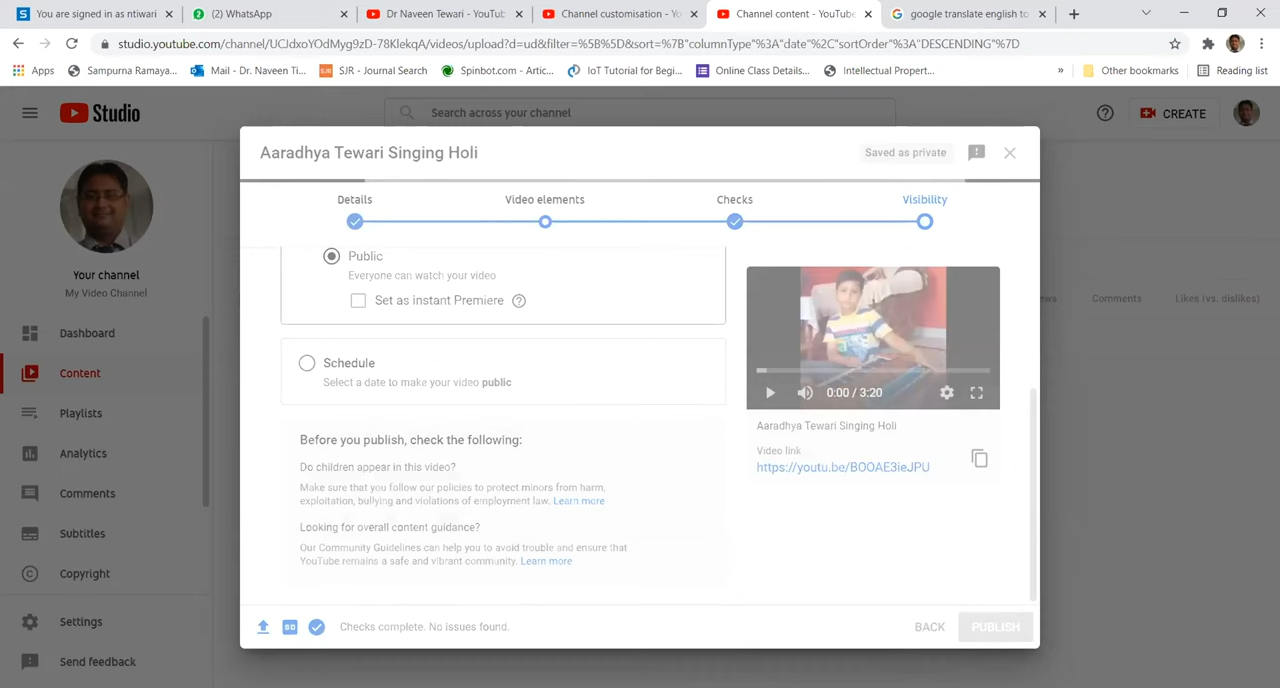 You are signed in as ntiwari
(2) WhatsApp
Dr Naveen Tewari - YouTub
Channel customisation - Yo
Channel content - YouTube
google translate english to
studio.youtube.com/channel/UCJdxoYOdMyg9zD-78KlekqA/videos/upload?d=ud&filter=%5B%5D&sort=%7B"columnType"%3A"date"%2C"sortOrder"%3A"DESCENDING"%7D
Apps
Sampurna Ramaya...
Mail - Dr. Naveen Ti...
SJR - Journal Search
Spinbot.com - Artic...
IoT Tutorial for Begi...
Online Class Details...
Intellectual Propert...
»
Other bookmarks
Reading list
Studio
Search across your channel
CREATE
Aaradhya Tewari Singing Holi
Saved as private
Details
Video elements
Checks
Visibility
Your channel
My Video Channel
Dashboard
Content
Playlists
Analytics
Comments
Subtitles
Copyright
Settings
Send feedback
Public
Everyone can watch your video
Set as instant Premiere
Schedule
Select a date to make your video public
Before you publish, check the following:
Do children appear in this video?
Make sure that you follow our policies to protect minors from harm,
exploitation, bullying and violations of employment law. Learn more
Looking for overall content guidance?
Our Community Guidelines can help you to avoid trouble and ensure that
YouTube remains a safe and vibrant community. Learn more
0:00 / 3:20
Aaradhya Tewari Singing Holi
Video link
https://youtu.be/BOOAE3ieJPU
ews
Comments
Likes (vs. dislikes)
Checks complete. No issues found.
BACK
PUBLISH